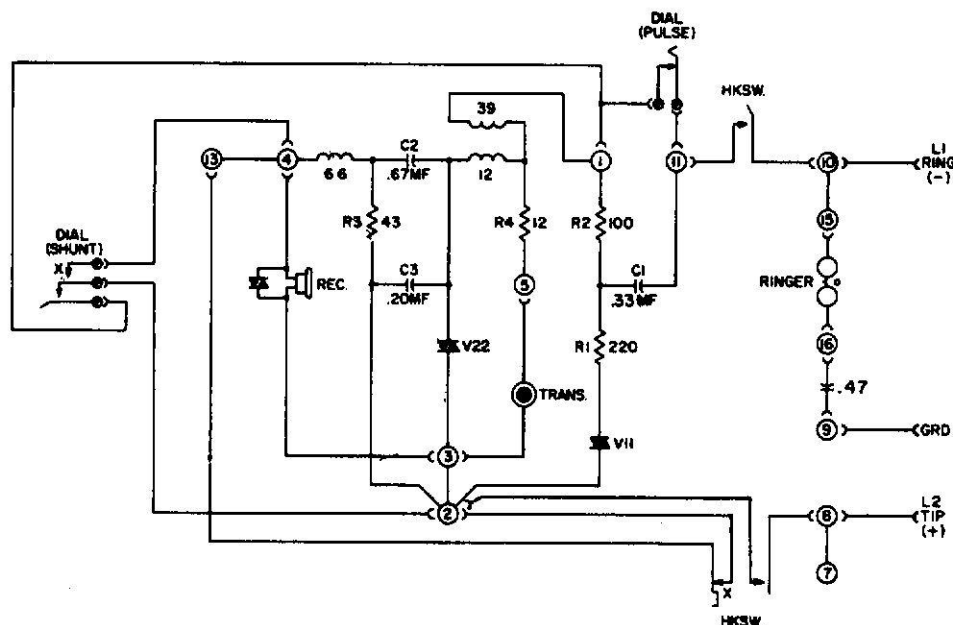 DIAL
(PULSE)
HKSW.
39
13
4
66
C2
.67MF
12
1
11
10
L1
RING
(-)
R3
43
R4
12
R2
100
15
DIAL
(SHUNT)
X
REC.
C3
.20MF
5
C1
.33MF
RINGER
V22
R1
220
16
TRANS.
.47
V11
9
GRD
3
2
8
L2
TIP
(+)
7
X
HKSW